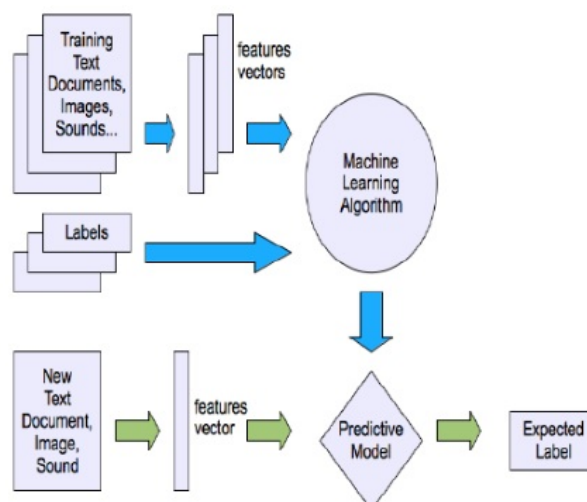 Training
Text
Documents,
Images,
Sounds...
features
vectors
Machine
Learning
Algorithm
Labels
New
Text
Document,
Image,
Sound
features
vector
Predictive
Model
Expected
Label